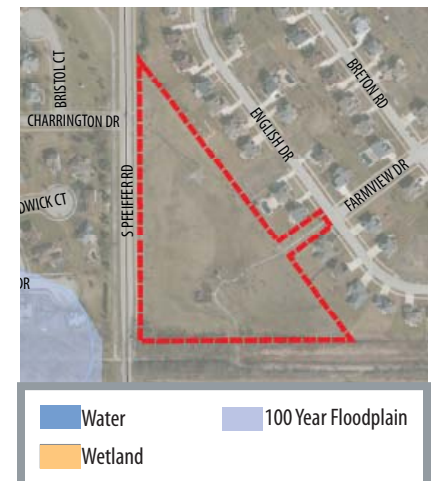 BRISTOL CT
BRETON RD
CHARRINGTON DR
ENGLISH DR
FARMVIEW DR
S PFEIFFER RD
DWICK CT
DR
Water
100 Year Floodplain
Wetland